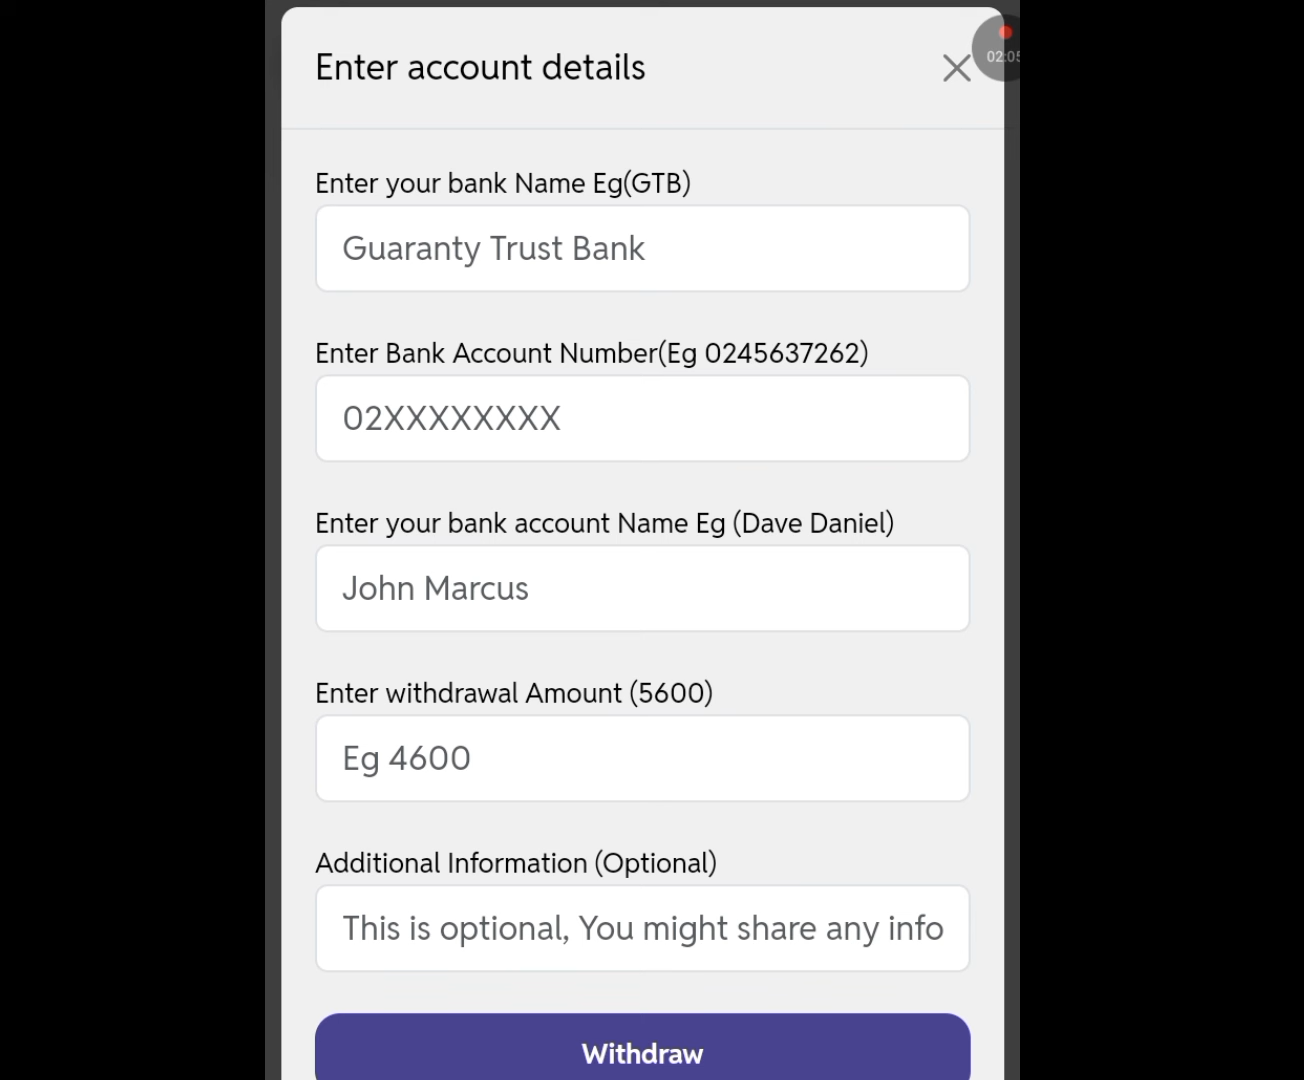 Enter account details
02:05
Enter your bank Name Eg(GTB)
Guaranty Trust Bank
Enter Bank Account Number(Eg 0245637262)
02XXXXXXXX
Enter your bank account Name Eg (Dave Daniel)
John Marcus
Enter withdrawal Amount (5600)
Eg 4600
Additional Information (Optional)
This is optional, You might share any info
Withdraw